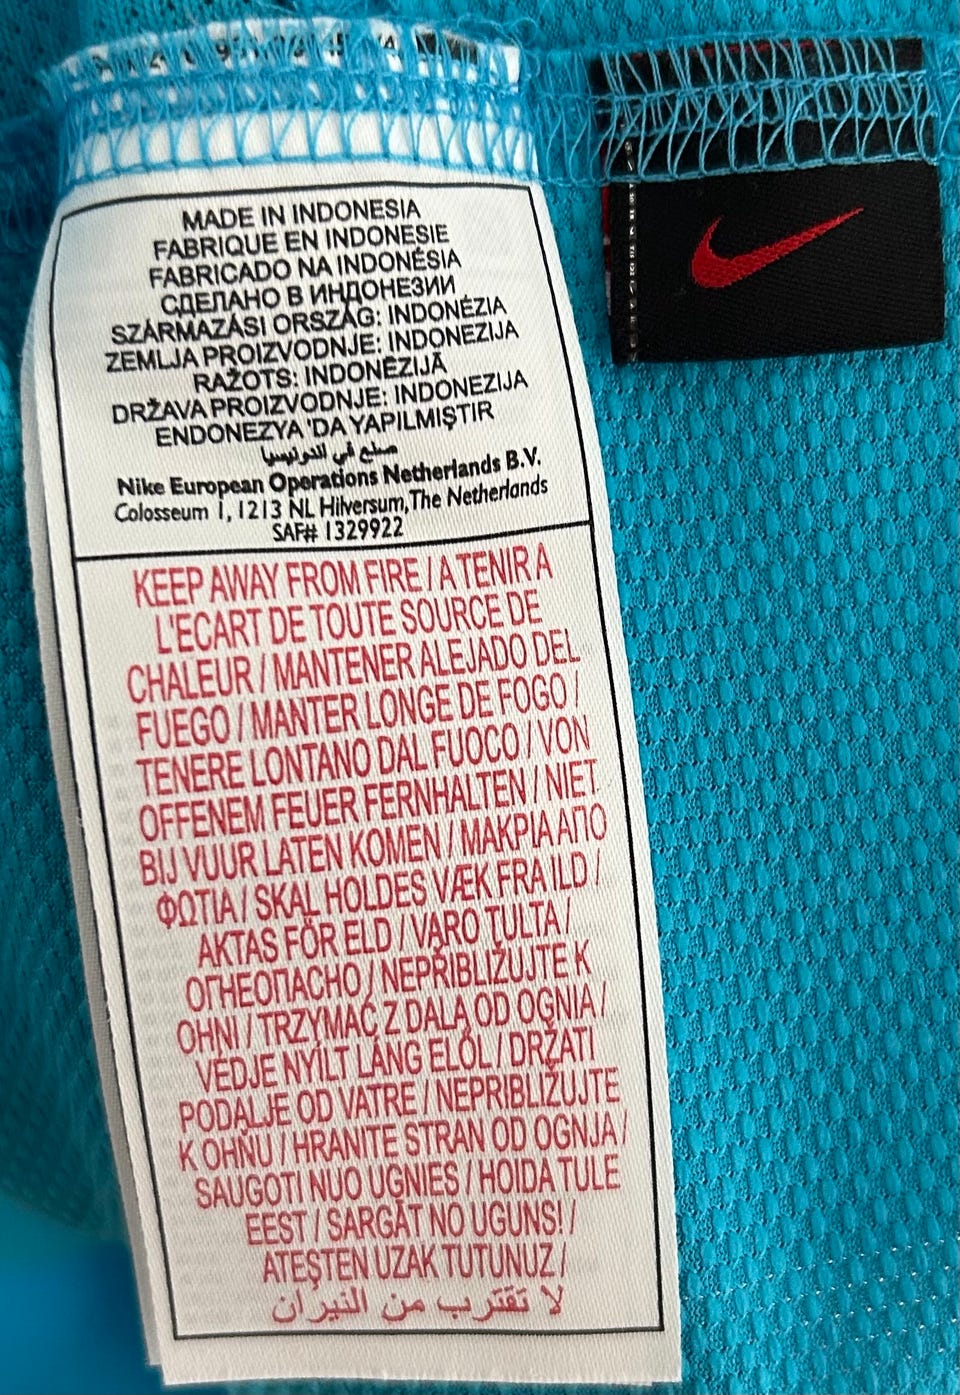 MADE IN INDONESIA
FABRIQUE EN INDONESIE
FABRICADO NA INDONÉSIA
СДЕЛАНО В ИНДОНЕЗИИ
SZÁRMAZÁSI ORSZÁG: INDONÉZIA
ZEMLJA PROIZVODNJE: INDONEZIJA
RAŽOTS: INDONĒZIJĀ
DRŽAVA PROIZVODNJE: INDONEZIJA
ENDONEZYA 'DA YAPILMIŞTIR
صنع في اندونيسيا
Nike European Operations Netherlands B.V.
Colosseum 1, 1213 NL Hilversum, The Netherlands
SAF# 1329922
KEEP AWAY FROM FIRE / A TENIR A
L'ECART DE TOUTE SOURCE DE
CHALEUR / MANTENER ALEJADO DEL
FUEGO / MANTER LONGE DE FOGO /
TENERE LONTANO DAL FUOCO / VON
OFFENEM FEUER FERNHALTEN / NIET
BIJ VUUR LATEN KOMEN / ΜΑΚΡΙΑ ΑΠΟ
ΦΩΤΙΑ / SKAL HOLDES VÆK FRA ILD /
AKTAS FÖR ELD / VARO TULTA /
ОГНЕОПАСНО / NEPŘIBLIŽUJTE K
OHNI / TRZYMAĆ Z DALA OD OGNIA /
VEDJE NYÍLT LÁNG ELŐL / DRŽATI
PODALJE OD VATRE / NEPRIBLIŽUJTE
K OHŇU / HRANITE STRAN OD OGNJA /
SAUGOTI NUO UGNIES / HOIDA TULE
EEST / SARGĀT NO UGUNS! /
ATEŞTEN UZAK TUTUNUZ /
لا تقترب من النيران